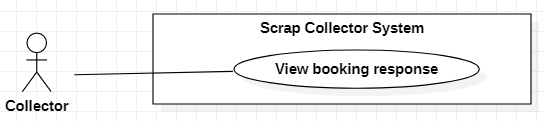 Scrap Collector System
View booking response
Collector